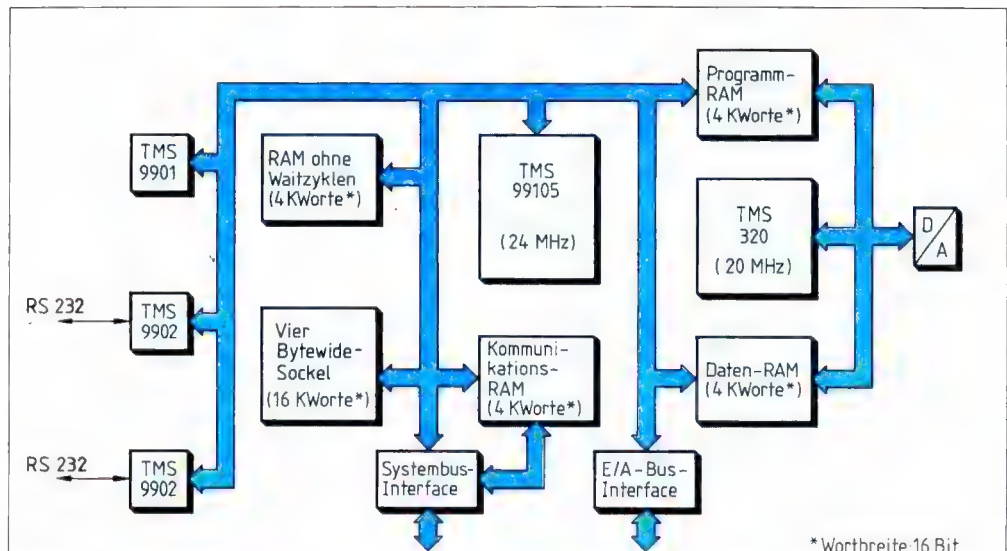 Programm-
RAM
(4 KWorte*)
TMS
9901
RAM ohne
Waitzyklen
(4 KWorte*)
TMS
99105
(24 MHz)
TMS
320
(20 MHz)
D/A
RS 232
TMS
9902
Vier
Bytewide-
Sockel
(16 KWorte*)
Kommuni-
kations-
RAM
(4 KWorte*)
Daten-RAM
(4 KWorte*)
RS 232
TMS
9902
Systembus-
Interface
E/A-Bus-
Interface
* Wortbreite: 16 Bit